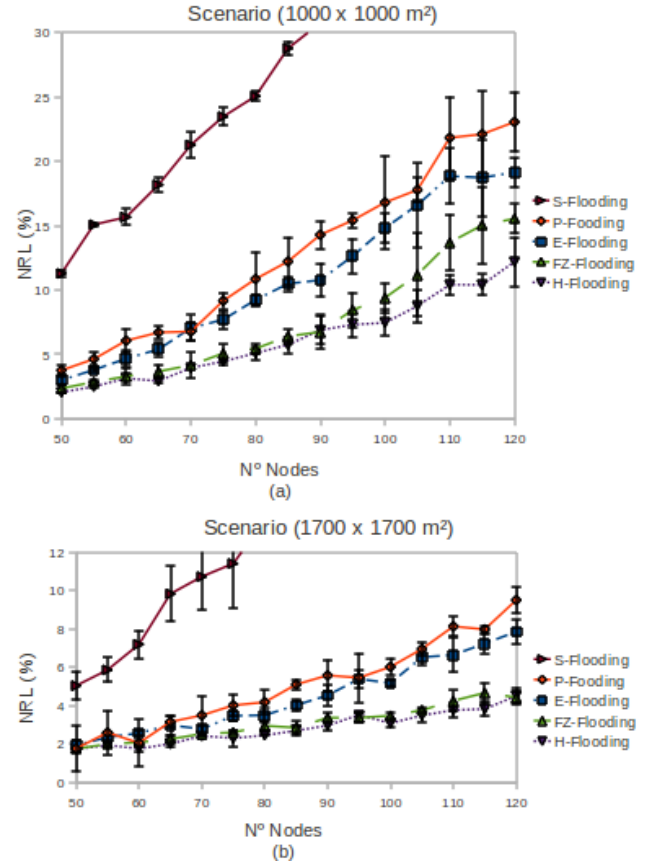 Scenario (1000 x 1000 m²)
30
25
20
15
10
5
0
NRL (%)
50 60 70 80 90 100 110 120
Nº Nodes
(a)
S-Flooding
P-Fooding
E-Flooding
FZ-Flooding
H-Flooding
Scenario (1700 x 1700 m²)
12
10
8
6
4
2
0
NRL (%)
50 60 70 80 90 100 110 120
Nº Nodes
(b)
S-Flooding
P-Fooding
E-Flooding
FZ-Flooding
H-Flooding